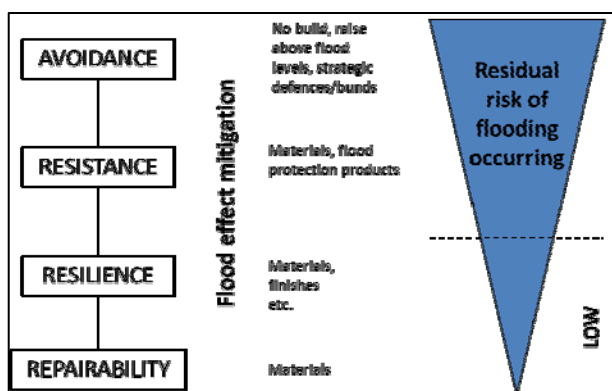 AVOIDANCE
RESISTANCE
RESILIENCE
REPAIRABILITY
Flood effect mitigation
No build, raise
above flood
levels, strategic
defences/bunds
Materials, flood
protection products
Materials,
finishes
etc.
Materials
Residual
risk of
flooding
occurring
LOW